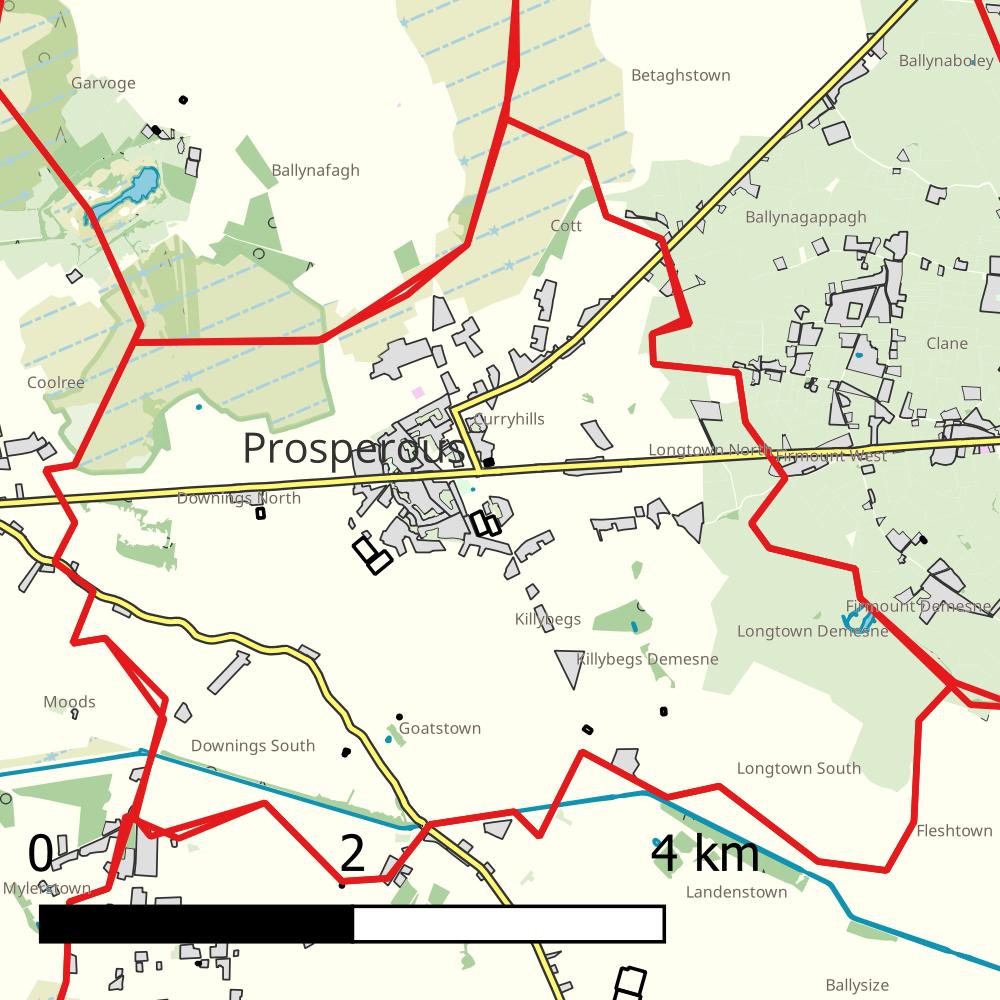 Ballynaboley
Betaghstown
Garvoge
Ballynafagh
Ballynagappagh
Cott
Clane
Coolree
Curryhills
Prosperous
Longtown North
Firmount West
Downings North
Firmount Demesne
Killybegs
Longtown Demesne
Killybegs Demesne
Moods
Goatstown
Downings South
Longtown South
Fleshtown
0 2 4 km
Mylerstown
Landenstown
Ballysize